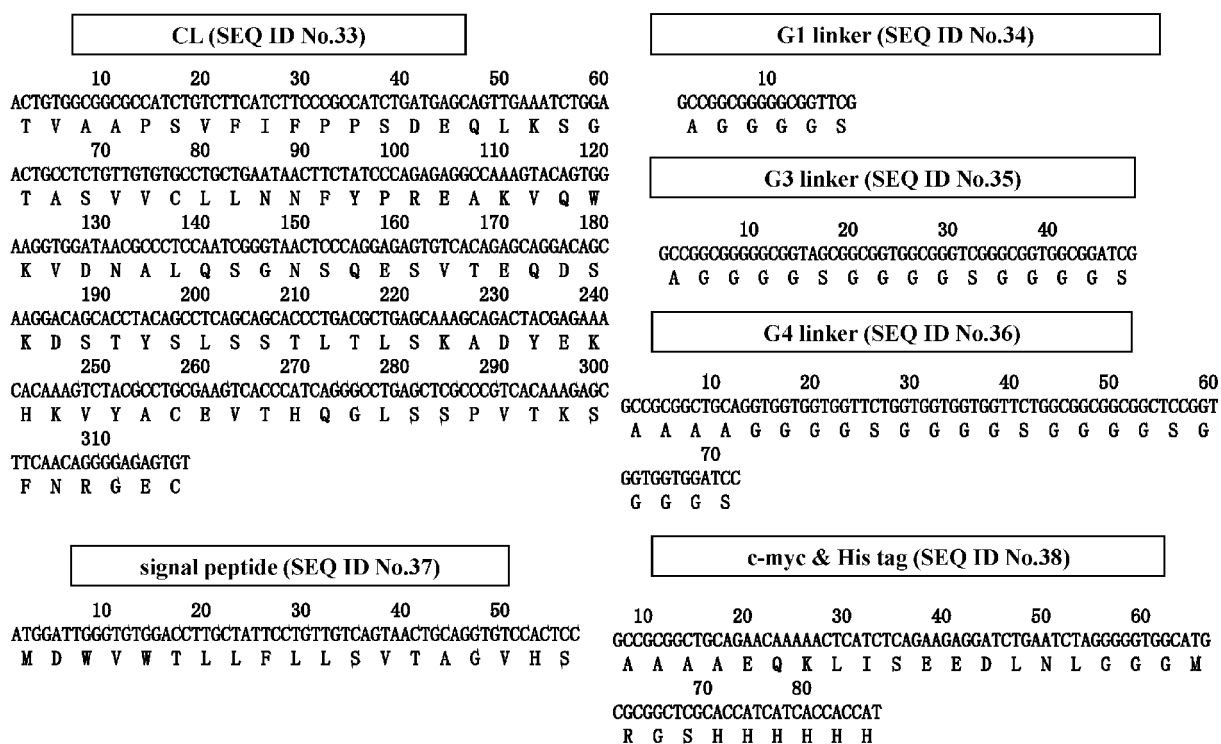 CL (SEQ ID No.33)
10 20 30 40 50 60
ACTGTGGCGGCGCCATCTGTCTTCATCTTCCCGCCATCTGATGAGCAGTTGAAATCTGGA
T V A A P S V F I F P P S D E Q L K S G
70 80 90 100 110 120
ACTGCCTCTGTTGTGTGCCTGCTGAATAACTTCTATCCCAGAGAGGCCAAAGTACAGTGG
T A S V V C L L N N F Y P R E A K V Q W
130 140 150 160 170 180
AAGGTGGATAACGCCCTCCAATCGGGTAACTCCCAGGAGAGTGTCACAGAGCAGGACAGC
K V D N A L Q S G N S Q E S V T E Q D S
190 200 210 220 230 240
AAGGACAGCACCTACAGCCTCAGCAGCACCCTGACGCTGAGCAAAGCAGACTACGAGAAA
K D S T Y S L S S T L T L S K A D Y E K
250 260 270 280 290 300
CACAAAGTCTACGCCTGCGAAGTCACCCATCAGGGCCTGAGCTCGCCCGTCACAAAGAGC
H K V Y A C E V T H Q G L S S P V T K S
310
TTCAACAGGGGAGAGTGT
F N R G E C
signal peptide (SEQ ID No.37)
10 20 30 40 50
ATGGATTGGGTGTGGACCTTGCTATTCCTGTTGTCAGTAACTGCAGGTGTCCACTCC
M D W V W T L L F L L S V T A G V H S
G1 linker (SEQ ID No.34)
10
GCCGGCGGGGGCGGTTCG
A G G G G S
G3 linker (SEQ ID No.35)
10 20 30 40
GCCGGCGGGGGCGGTAGCGGCGGTGGCGGGTCGGGCGGTGGCGGATCG
A G G G G S G G G G S G G G G S
G4 linker (SEQ ID No.36)
10 20 30 40 50 60
GCCGCGGCTGCAGGTGGTGGTGGTTCTGGTGGTGGTGGTTCTGGCGGCGGCGGCTCCGGT
A A A A G G G G S G G G G S G G G G S G
70
GGTGGTGGATCC
G G G S
c-myc & His tag (SEQ ID No.38)
10 20 30 40 50 60
GCCGCGGCTGCAGAACAAAAACTCATCTCAGAAGAGGATCTGAATCTAGGGGGTGGCATG
A A A A E Q K L I S E E D L N L G G G M
70 80
CGCGGCTCGCACCATCATCACCACCAT
R G S H H H H H H